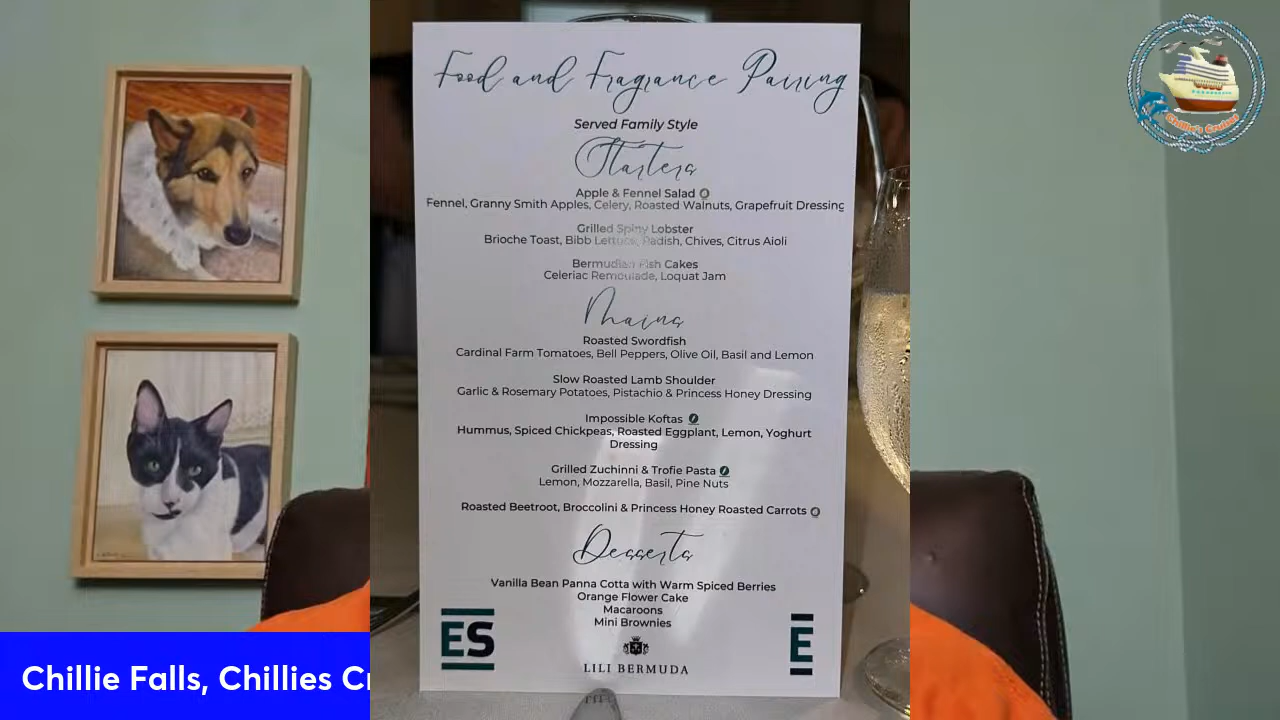 Food and Fragrance Pairing
Served Family Style
Starters
Apple & Fennel Salad
Fennel, Granny Smith Apples, Celery, Roasted Walnuts, Grapefruit Dressing
Grilled Spiny Lobster
Brioche Toast, Bibb Lettuce, Radish, Chives, Citrus Aioli
Bermudian Fish Cakes
Celeriac Remoulade, Loquat Jam
Mains
Roasted Swordfish
Cardinal Farm Tomatoes, Bell Peppers, Olive Oil, Basil and Lemon
Slow Roasted Lamb Shoulder
Garlic & Rosemary Potatoes, Pistachio & Princess Honey Dressing
Impossible Koftas
Hummus, Spiced Chickpeas, Roasted Eggplant, Lemon, Yoghurt
Dressing
Grilled Zuchinni & Trofie Pasta
Lemon, Mozzarella, Basil, Pine Nuts
Roasted Beetroot, Broccolini & Princess Honey Roasted Carrots
Desserts
Vanilla Bean Panna Cotta with Warm Spiced Berries
Orange Flower Cake
Macaroons
Mini Brownies
ES
E
LILI BERMUDA
Chillie's Cruises
Chillie Falls, Chillies Cr